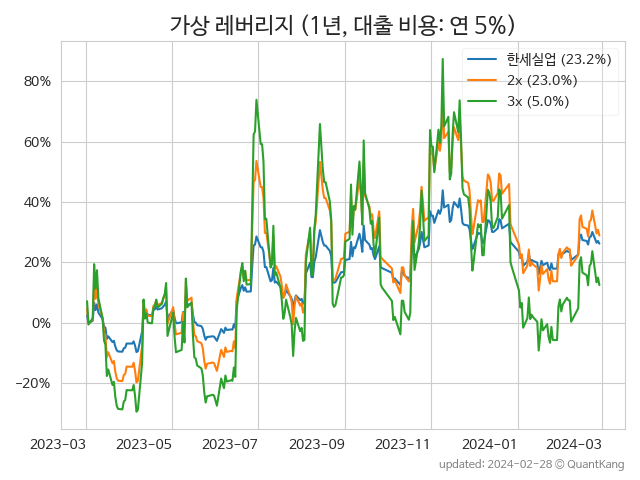 가상 레버리지 (1년, 대출 비용: 연 5%)
한세실업 (23.2%)
2x (23.0%)
3x (5.0%)
80%
60%
40%
20%
0%
−20%
2023-03 2023-05 2023-07 2023-09 2023-11 2024-01 2024-03
updated: 2024-02-28 ⓒ QuantKang